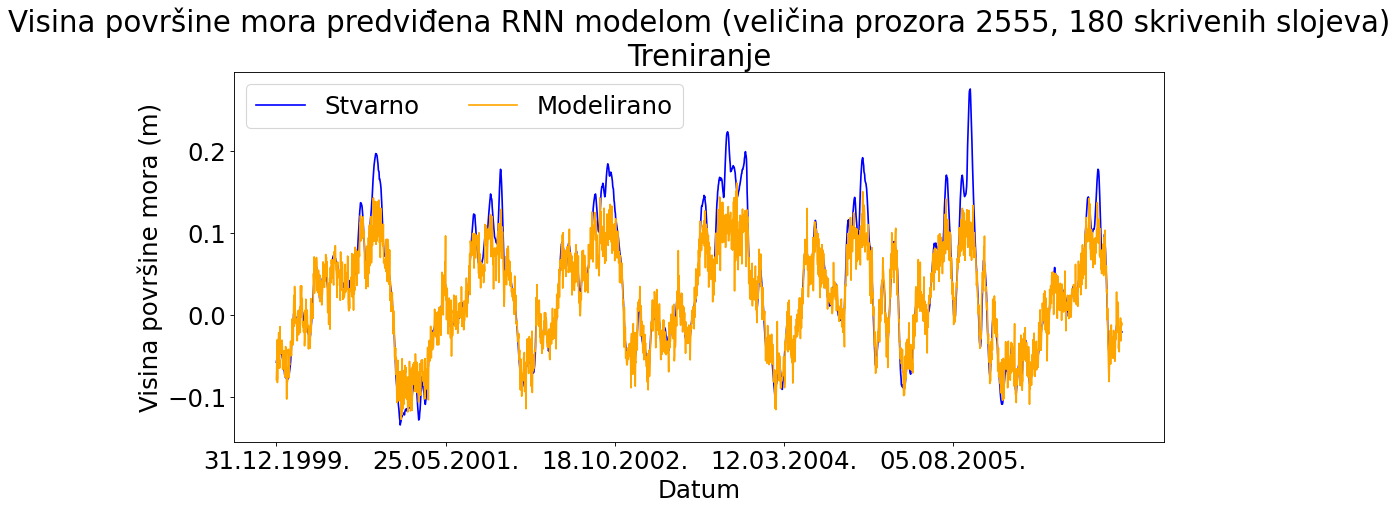 Visina površine mora predviđena RNN modelom (veličina prozora 2555, 180 skrivenih slojeva)
Treniranje
Stvarno Modelirano
Visina površine mora (m)
0.2
0.1
0.0
−0.1
31.12.1999. 25.05.2001. 18.10.2002. 12.03.2004. 05.08.2005.
Datum